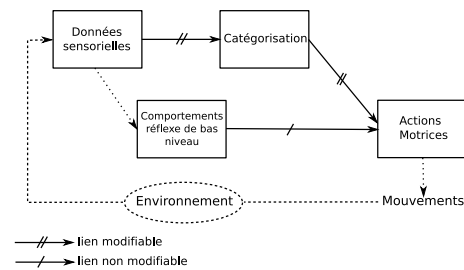 Données
sensorielles
Catégorisation
Comportements
réflexe de bas
niveau
Actions
Motrices
Environnement
Mouvements
lien modifiable
lien non modifiable